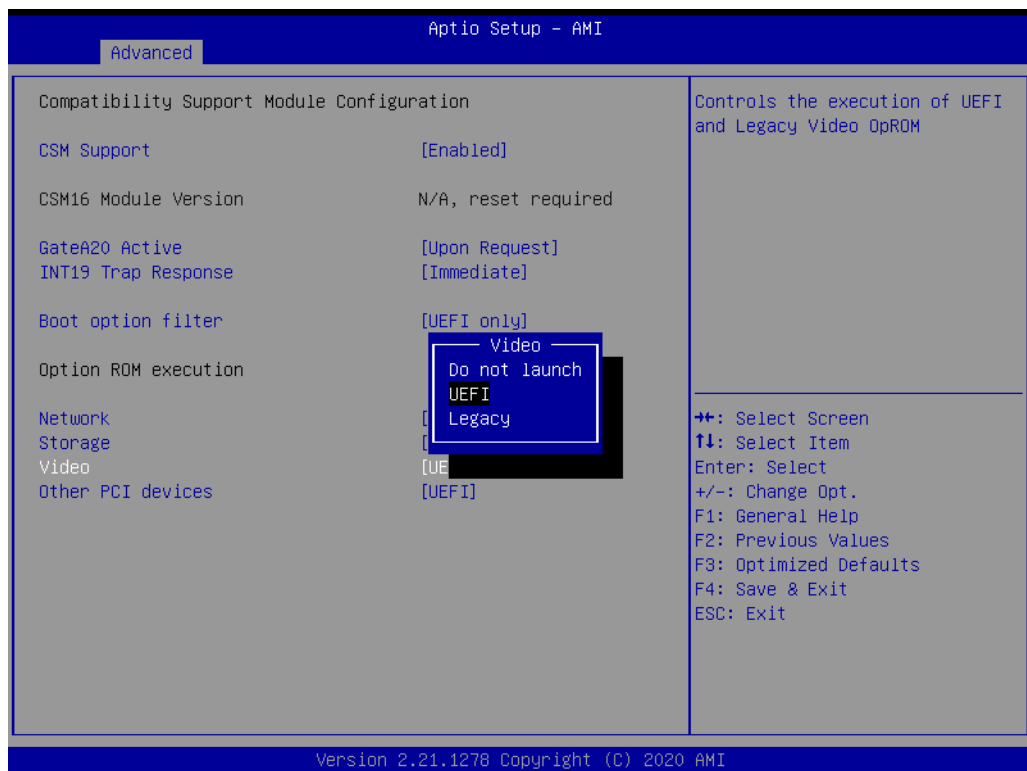 Aptio Setup – AMI
Advanced
Compatibility Support Module Configuration
CSM Support [Enabled]
CSM16 Module Version N/A, reset required
GateA20 Active [Upon Request]
INT19 Trap Response [Immediate]
Boot option filter [UEFI only]
Option ROM execution
Network [
Storage [
Video [UE
Other PCI devices [UEFI]
Video
Do not launch
UEFI
Legacy
Controls the execution of UEFI
and Legacy Video OpROM
→←: Select Screen
↑↓: Select Item
Enter: Select
+/-: Change Opt.
F1: General Help
F2: Previous Values
F3: Optimized Defaults
F4: Save & Exit
ESC: Exit
Version 2.21.1278 Copyright (C) 2020 AMI